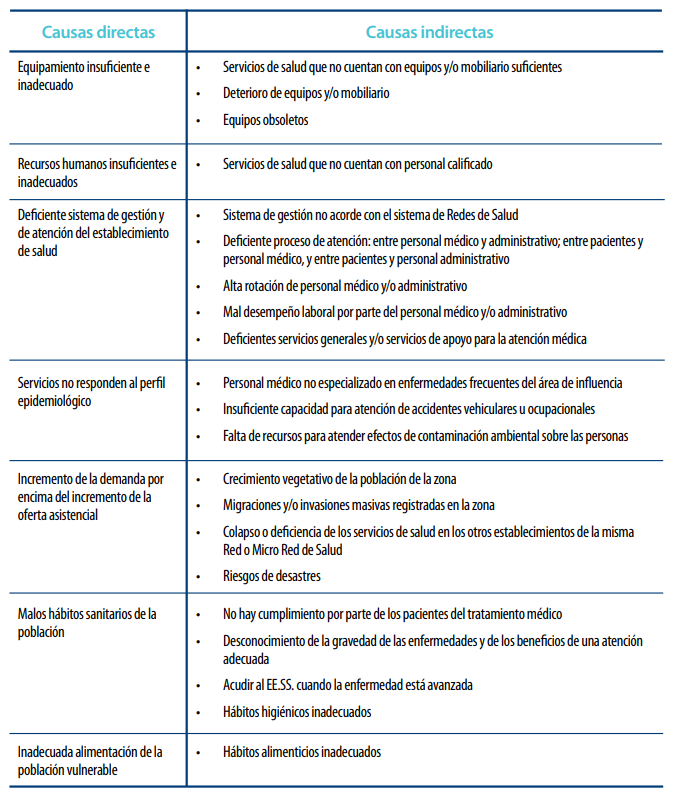 Causas directas
Causas indirectas
Equipamiento insuficiente e
inadecuado
• Servicios de salud que no cuentan con equipos y/o mobiliario suficientes
• Deterioro de equipos y/o mobiliario
• Equipos obsoletos
Recursos humanos insuficientes e
inadecuados
• Servicios de salud que no cuentan con personal calificado
Deficiente sistema de gestión y
de atención del establecimiento
de salud
• Sistema de gestión no acorde con el sistema de Redes de Salud
• Deficiente proceso de atención: entre personal médico y administrativo; entre pacientes y
personal médico, y entre pacientes y personal administrativo
• Alta rotación de personal médico y/o administrativo
• Mal desempeño laboral por parte del personal médico y/o administrativo
• Deficientes servicios generales y/o servicios de apoyo para la atención médica
Servicios no responden al perfil
epidemiológico
• Personal médico no especializado en enfermedades frecuentes del área de influencia
• Insuficiente capacidad para atención de accidentes vehiculares u ocupacionales
• Falta de recursos para atender efectos de contaminación ambiental sobre las personas
Incremento de la demanda por
encima del incremento de la
oferta asistencial
• Crecimiento vegetativo de la población de la zona
• Migraciones y/o invasiones masivas registradas en la zona
• Colapso o deficiencia de los servicios de salud en los otros establecimientos de la misma
Red o Micro Red de Salud
• Riesgos de desastres
Malos hábitos sanitarios de la
población
• No hay cumplimiento por parte de los pacientes del tratamiento médico
• Desconocimiento de la gravedad de las enfermedades y de los beneficios de una atención
adecuada
• Acudir al EE.SS. cuando la enfermedad está avanzada
• Hábitos higiénicos inadecuados
Inadecuada alimentación de la
población vulnerable
• Hábitos alimenticios inadecuados